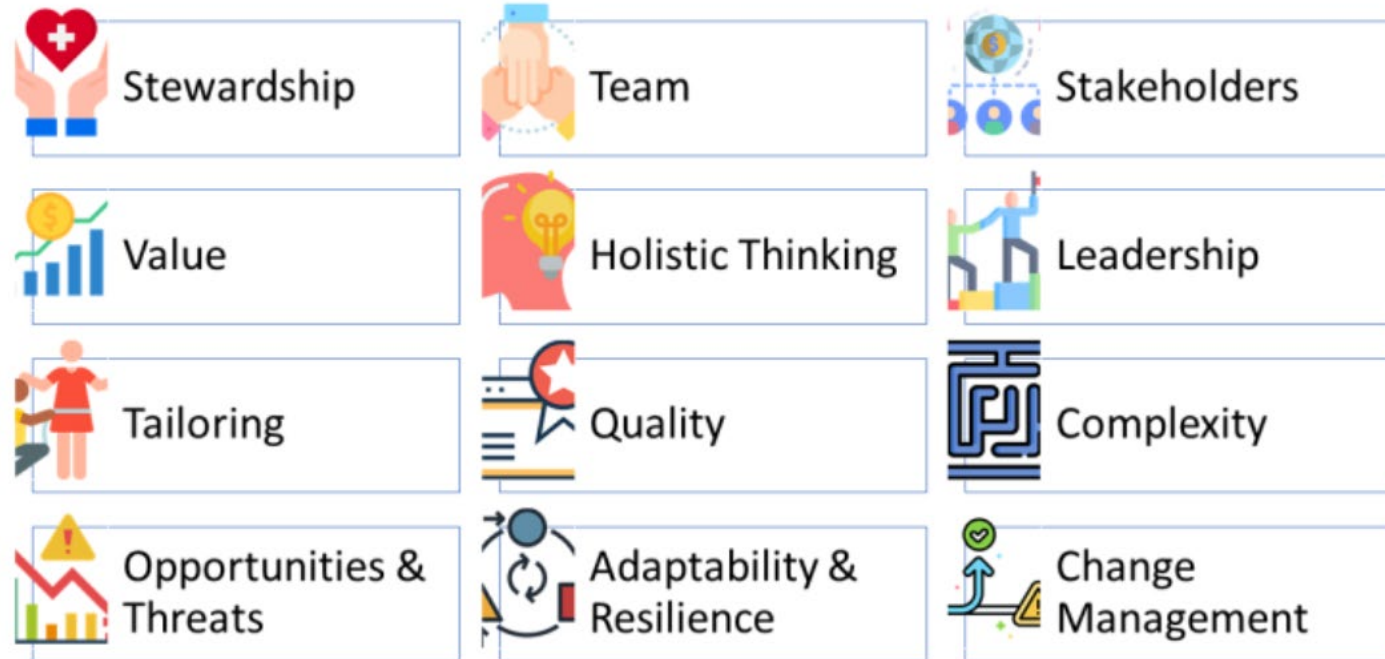 Stewardship
Team
Stakeholders
Value
Holistic Thinking
Leadership
Tailoring
Quality
Complexity
Opportunities &
Threats
Adaptability &
Resilience
Change
Management